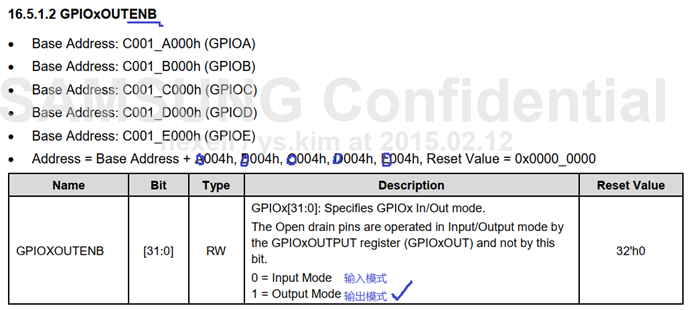 16.5.1.2 GPIOxOUTENB
• Base Address: C001_A000h (GPIOA)
• Base Address: C001_B000h (GPIOB)
• Base Address: C001_C000h (GPIOC)
• Base Address: C001_D000h (GPIOD)
• Base Address: C001_E000h (GPIOE)
SAMSUNG Confidential
nexell / ys.kim at 2015.02.12
• Address = Base Address + A004h, B004h, C004h, D004h, E004h, Reset Value = 0x0000_0000
Name Bit Type Description Reset Value
GPIOXOUTENB [31:0] RW 32'h0
GPIOx[31:0]: Specifies GPIOx In/Out mode.
The Open drain pins are operated in Input/Output mode by
the GPIOxOUTPUT register (GPIOxOUT) and not by this
bit.
0 = Input Mode 输入模式
1 = Output Mode 输出模式